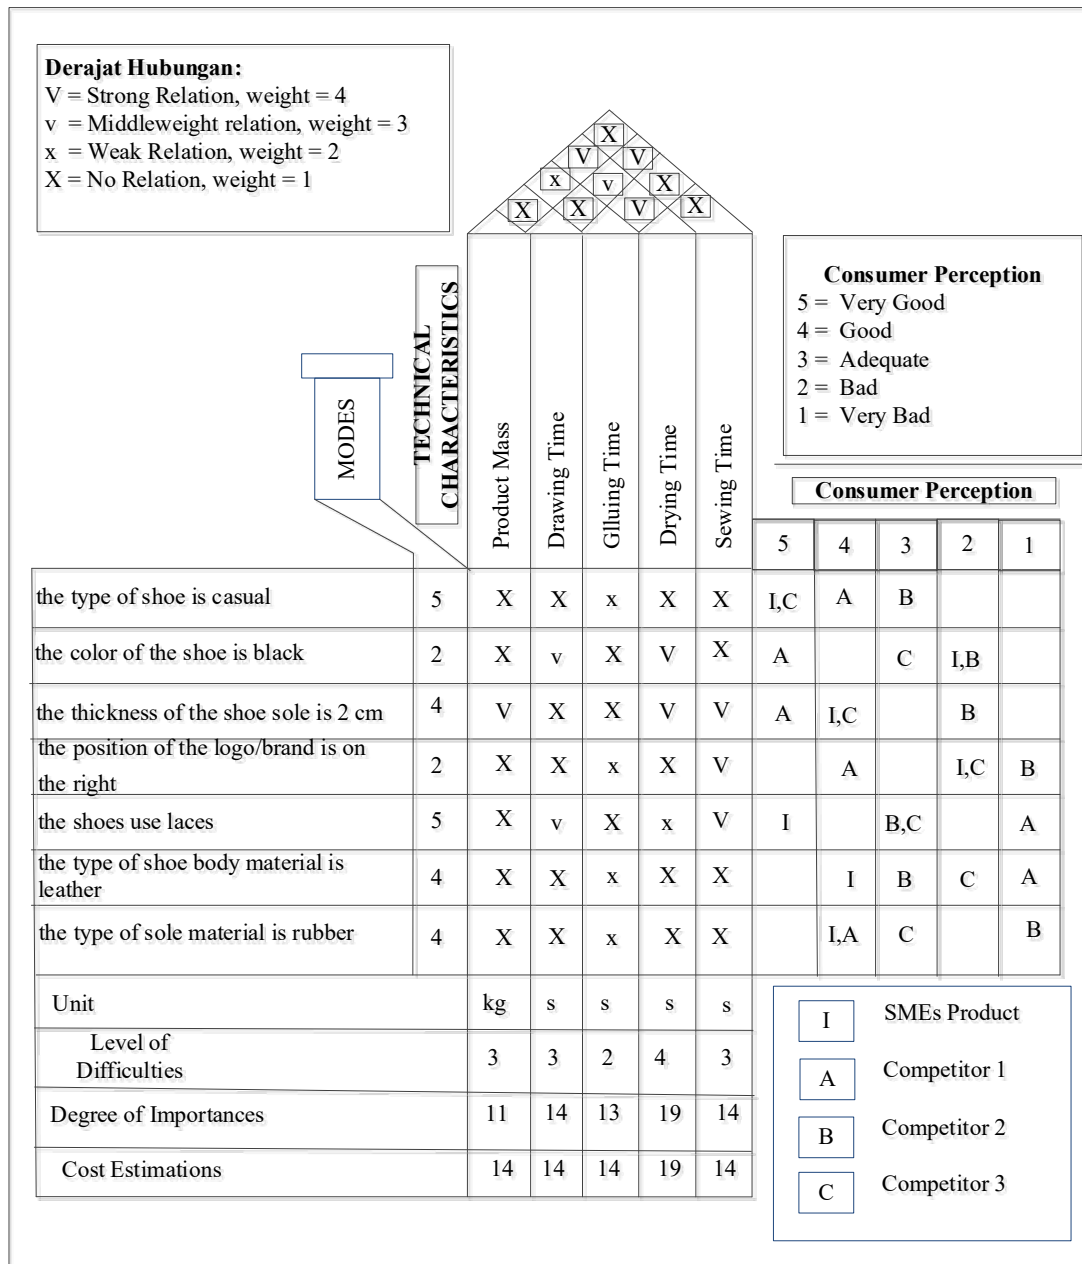 Derajat Hubungan:
V = Strong Relation, weight = 4
v = Middleweight relation, weight = 3
x = Weak Relation, weight = 2
X = No Relation, weight = 1
X
V V
x v X
X X V X
Consumer Perception
5 = Very Good
4 = Good
3 = Adequate
2 = Bad
1 = Very Bad
MODES
TECHNICAL
CHARACTERISTICS
Product Mass
Drawing Time
Glluing Time
Drying Time
Sewing Time
Consumer Perception
5 4 3 2 1
the type of shoe is casual 5 X X x X X I,C A B
the color of the shoe is black 2 X v X V X A C I,B
the thickness of the shoe sole is 2 cm 4 V X X V V A I,C B
the position of the logo/brand is on
the right 2 X X x X V A I,C B
the shoes use laces 5 X v X x V I B,C A
the type of shoe body material is
leather 4 X X x X X I B C A
the type of sole material is rubber 4 X X x X X I,A C B
Unit kg s s s s
Level of
Difficulties 3 3 2 4 3
Degree of Importances 11 14 13 19 14
Cost Estimations 14 14 14 19 14
I SMEs Product
A Competitor 1
B Competitor 2
C Competitor 3